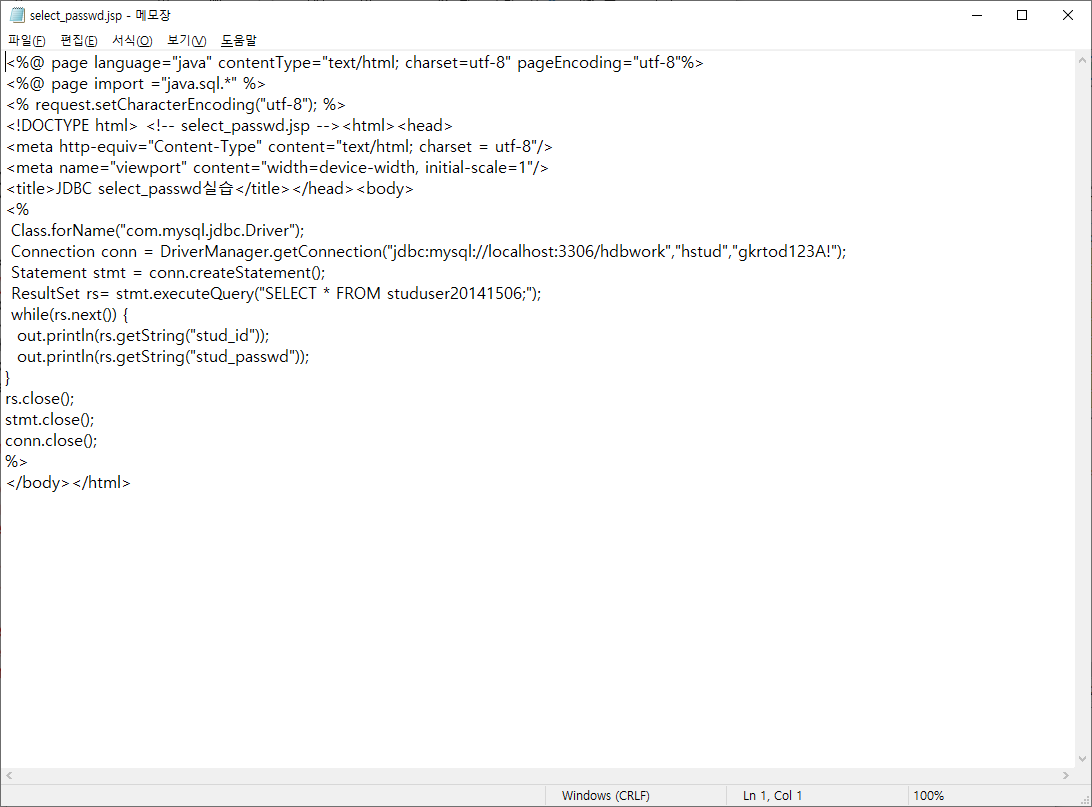 select_passwd.jsp - 메모장
파일(F) 편집(E) 서식(O) 보기(V) 도움말
<%@ page language="java" contentType="text/html; charset=utf-8" pageEncoding="utf-8"%>
<%@ page import ="java.sql.*" %>
<% request.setCharacterEncoding("utf-8"); %>
<!DOCTYPE html> <!-- select_passwd.jsp --><html><head>
<meta http-equiv="Content-Type" content="text/html; charset = utf-8"/>
<meta name="viewport" content="width=device-width, initial-scale=1"/>
<title>JDBC select_passwd실습</title></head><body>
<%
 Class.forName("com.mysql.jdbc.Driver");
 Connection conn = DriverManager.getConnection("jdbc:mysql://localhost:3306/hdbwork","hstud","gkrtod123A!");
 Statement stmt = conn.createStatement();
 ResultSet rs= stmt.executeQuery("SELECT * FROM studuser20141506;");
 while(rs.next()) {
  out.println(rs.getString("stud_id"));
  out.println(rs.getString("stud_passwd"));
}
rs.close();
stmt.close();
conn.close();
%>
</body></html>
Windows (CRLF) Ln 1, Col 1 100%